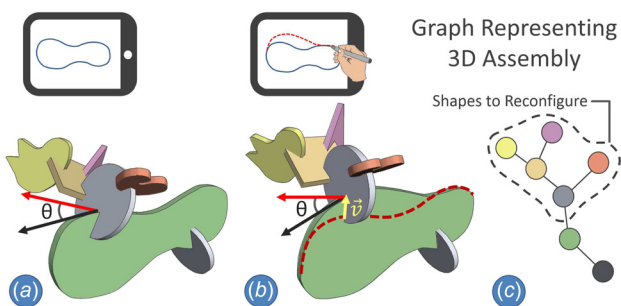 Graph Representing
3D Assembly
Shapes to Reconfigure
θ
θ
v⃗
(a)
(b)
(c)